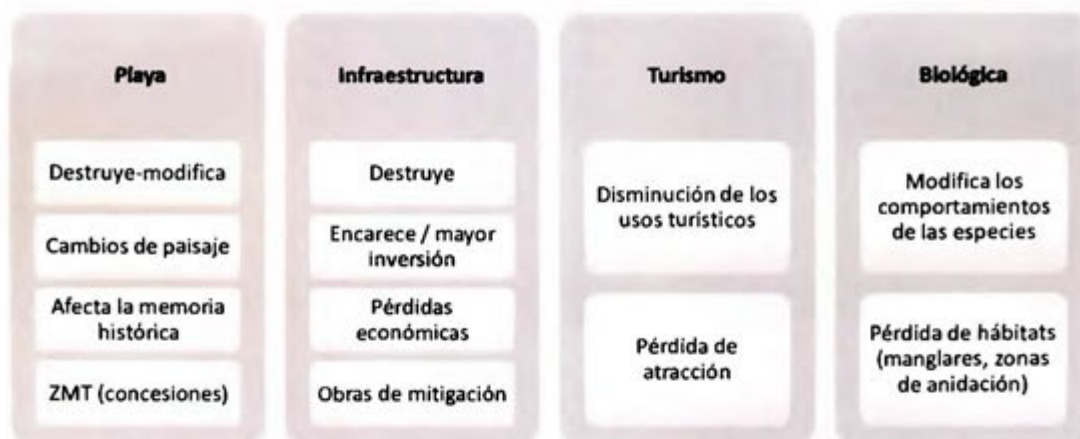 Playa
Destruye-modifica
Cambios de paisaje
Afecta la memoria
histórica
ZMT (concesiones)
Infraestructura
Destruye
Encarece / mayor
inversión
Pérdidas
económicas
Obras de mitigación
Turismo
Disminución de los
usos turísticos
Pérdida de
atracción
Biológica
Modifica los
comportamientos
de las especies
Pérdida de hábitats
(manglares, zonas
de anidación)